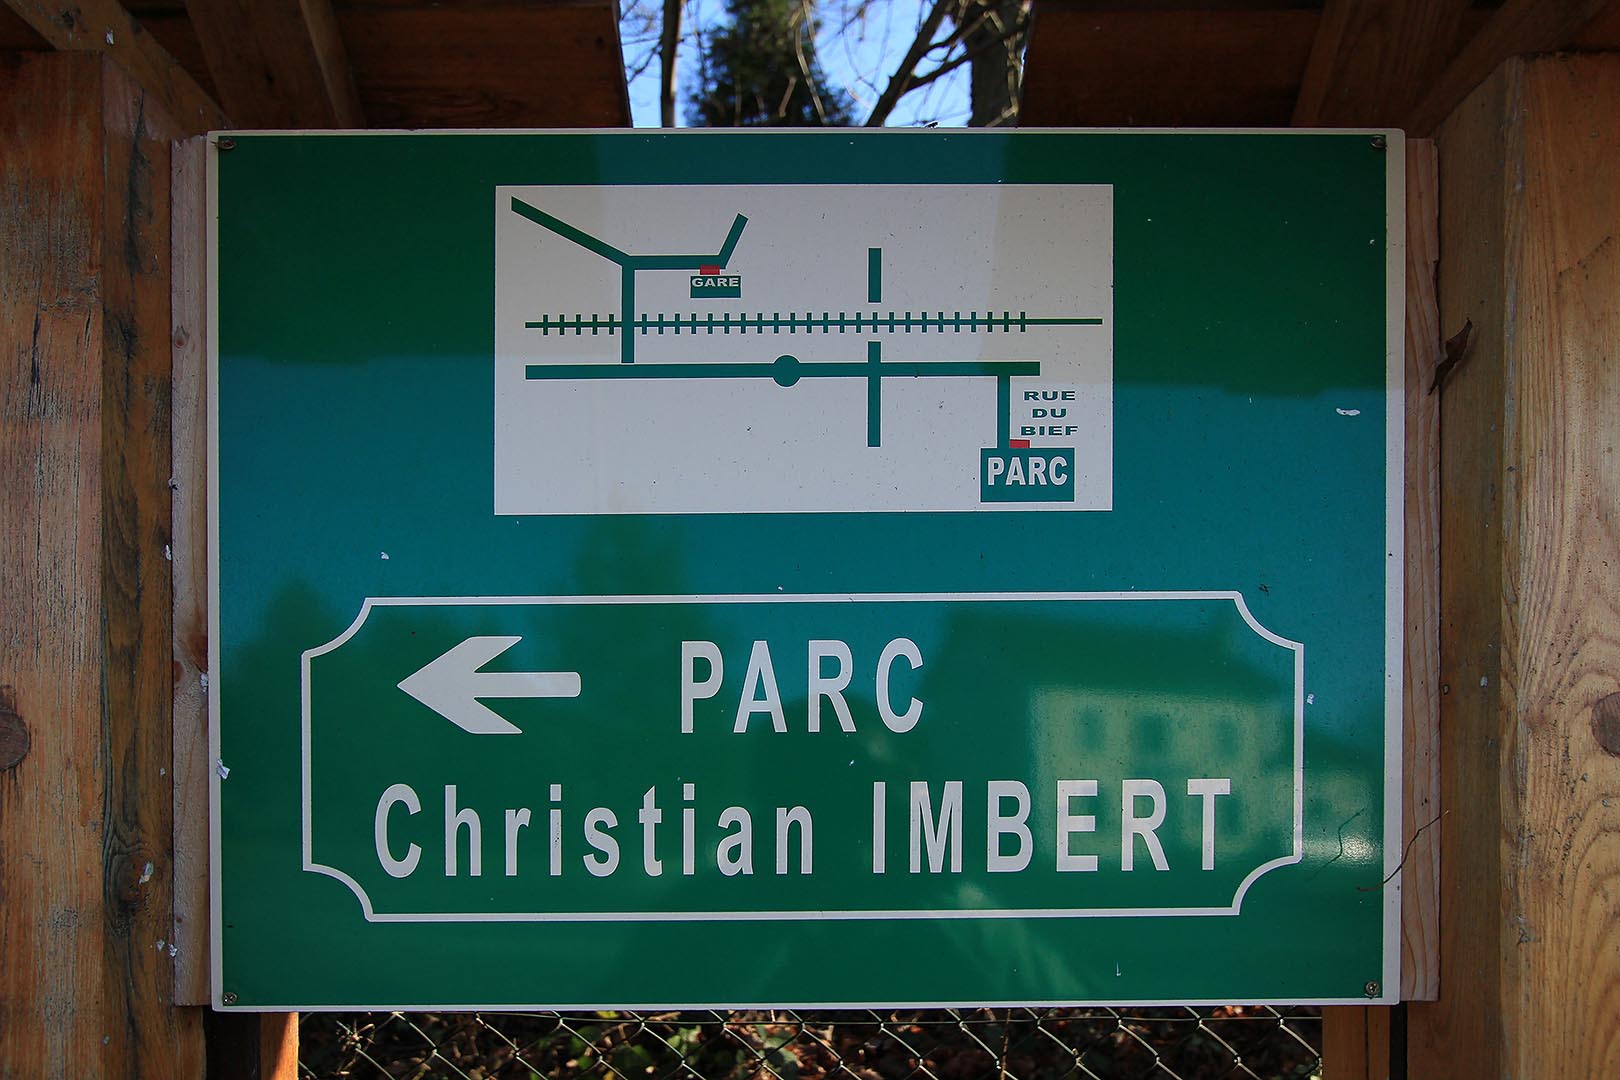 GARE
RUE
DU
BIEF
PARC
PARC
Christian IMBERT